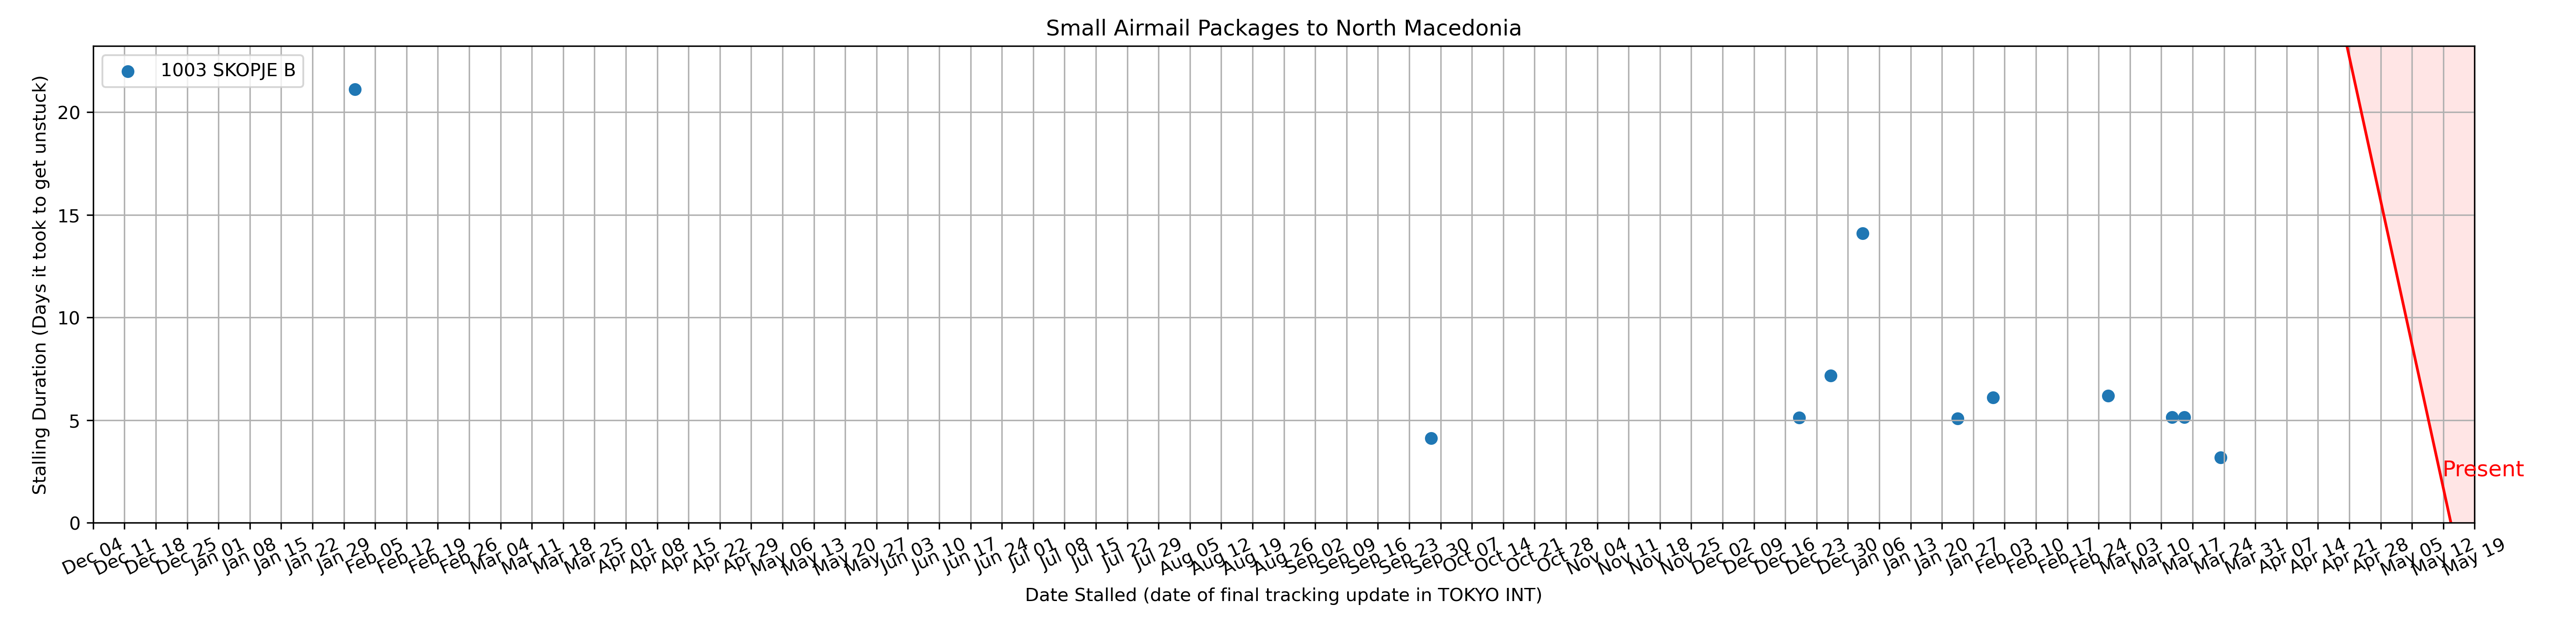 Small Airmail Packages to North Macedonia
1003 SKOPJE B
Stalling Duration (Days it took to get unstuck)
20
15
10
5
0
Present
Dec 04
Dec 11
Dec 18
Dec 25
Jan 01
Jan 08
Jan 15
Jan 22
Jan 29
Feb 05
Feb 12
Feb 19
Feb 26
Mar 04
Mar 11
Mar 18
Mar 25
Apr 01
Apr 08
Apr 15
Apr 22
Apr 29
May 06
May 13
May 20
May 27
Jun 03
Jun 10
Jun 17
Jun 24
Jul 01
Jul 08
Jul 15
Jul 22
Jul 29
Aug 05
Aug 12
Aug 19
Aug 26
Sep 02
Sep 09
Sep 16
Sep 23
Sep 30
Oct 07
Oct 14
Oct 21
Oct 28
Nov 04
Nov 11
Nov 18
Nov 25
Dec 02
Dec 09
Dec 16
Dec 23
Dec 30
Jan 06
Jan 13
Jan 20
Jan 27
Feb 03
Feb 10
Feb 17
Feb 24
Mar 03
Mar 10
Mar 17
Mar 24
Mar 31
Apr 07
Apr 14
Apr 21
Apr 28
May 05
May 12
May 19
Date Stalled (date of final tracking update in TOKYO INT)